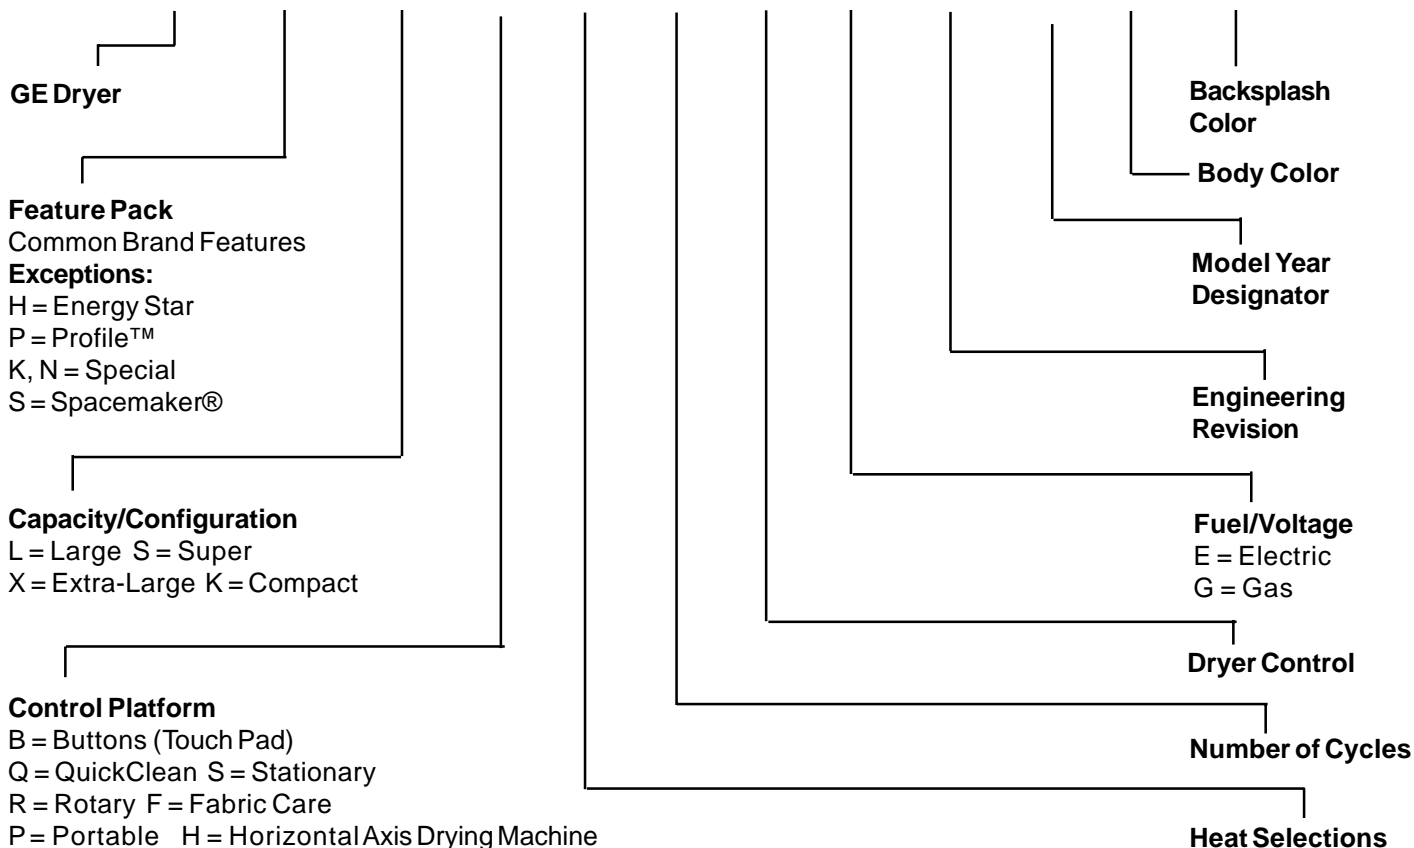 GE Dryer
Feature Pack
Common Brand Features
Exceptions:
H = Energy Star
P = Profile™
K, N = Special
S = Spacemaker®
Capacity/Configuration
L = Large S = Super
X = Extra-Large K = Compact
Control Platform
B = Buttons (Touch Pad)
Q = QuickClean S = Stationary
R = Rotary F = Fabric Care
P = Portable H = Horizontal Axis Drying Machine
Backsplash
Color
Body Color
Model Year
Designator
Engineering
Revision
Fuel/Voltage
E = Electric
G = Gas
Dryer Control
Number of Cycles
Heat Selections